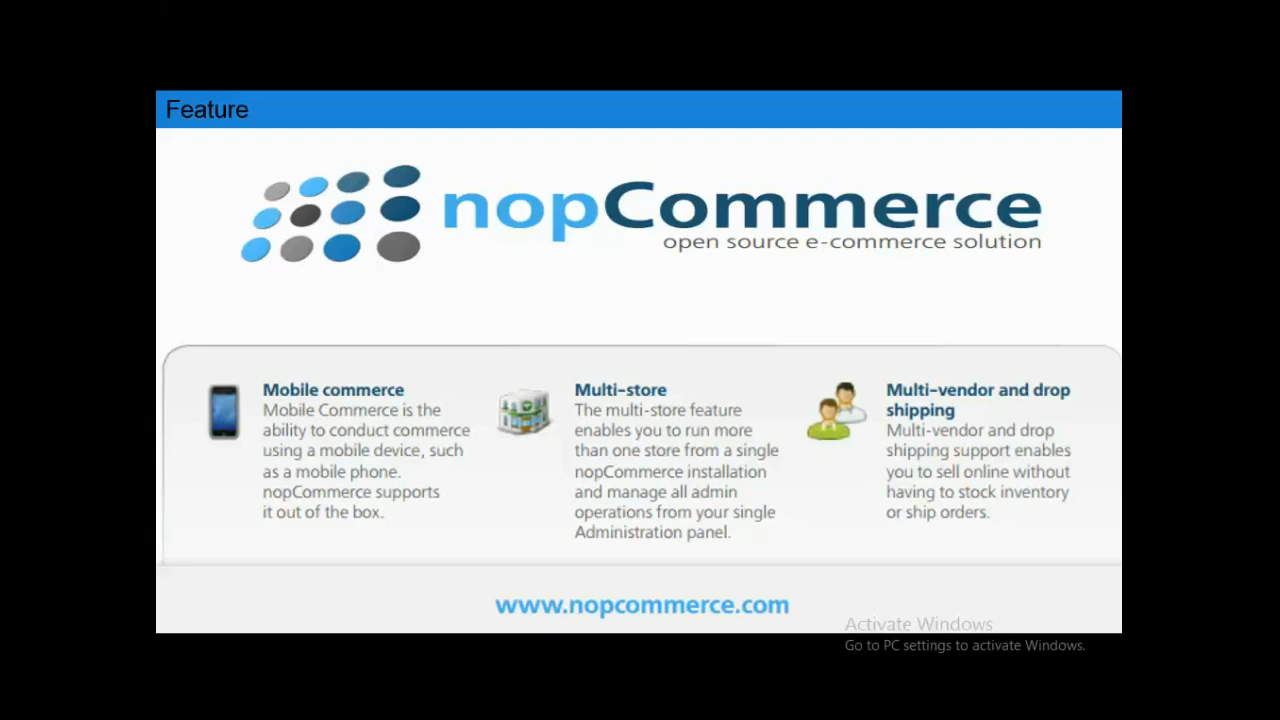 Feature
nopCommerce
open source e-commerce solution
Mobile commerce
Mobile Commerce is the
ability to conduct commerce
using a mobile device, such
as a mobile phone.
nopCommerce supports
it out of the box.
Multi-store
The multi-store feature
enables you to run more
than one store from a single
nopCommerce installation
and manage all admin
operations from your single
Administration panel.
Multi-vendor and drop
shipping
Multi-vendor and drop
shipping support enables
you to sell online without
having to stock inventory
or ship orders.
www.nopcommerce.com
Activate Windows
Go to PC settings to activate Windows.